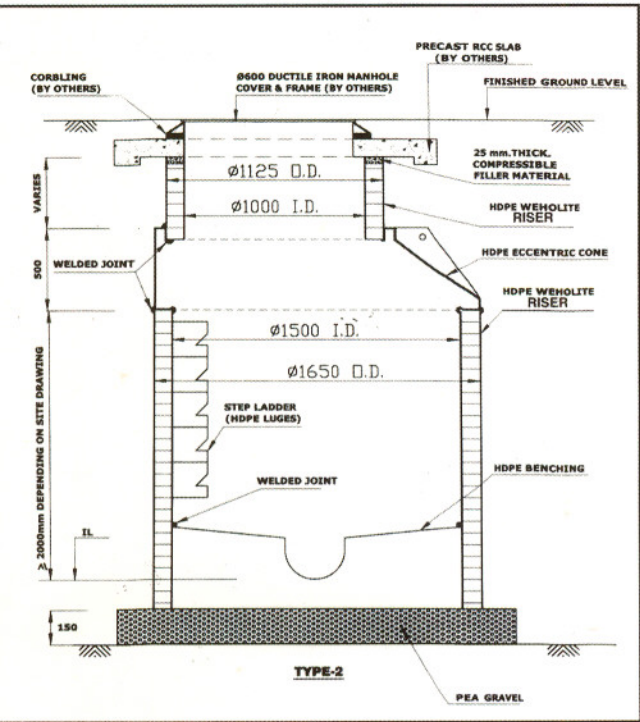 PRECAST RCC SLAB
(BY OTHERS)
CORBLING
(BY OTHERS)
Ø600 DUCTILE IRON MANHOLE
COVER & FRAME (BY OTHERS)
FINISHED GROUND LEVEL
25 mm.THICK,
COMPRESSIBLE
FILLER MATERIAL
VARIES
Ø1125 O.D.
Ø1000 I.D.
HDPE WEHOLITE
RISER
500
WELDED JOINT
HDPE ECCENTRIC CONE
HDPE WEHOLITE
RISER
Ø1500 I.D.
Ø1650 O.D.
⩾ 2000mm DEPENDING ON SITE DRAWING
STEP LADDER
(HDPE LUGES)
HDPE BENCHING
WELDED JOINT
IL
150
TYPE-2
PEA GRAVEL